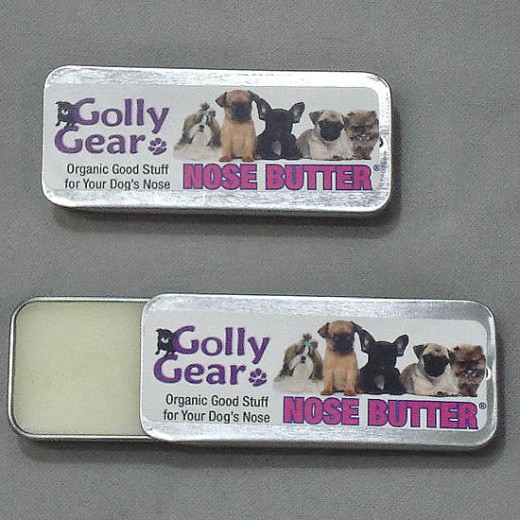 Golly
Gear
Organic Good Stuff
for Your Dog's Nose
NOSE BUTTER®
Golly
Gear
Organic Good Stuff
for Your Dog's Nose
NOSE BUTTER®